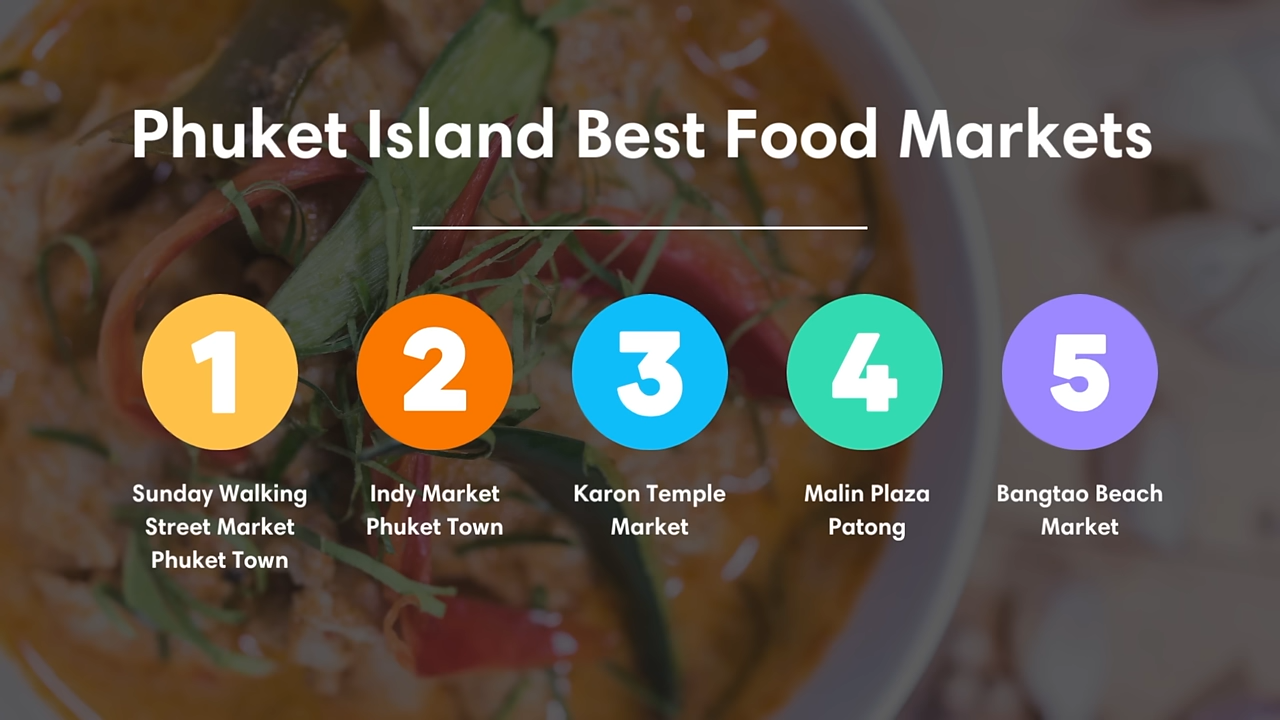 Phuket Island Best Food Markets
1
2
3
4
5
Sunday Walking
Street Market
Phuket Town
Indy Market
Phuket Town
Karon Temple
Market
Malin Plaza
Patong
Bangtao Beach
Market